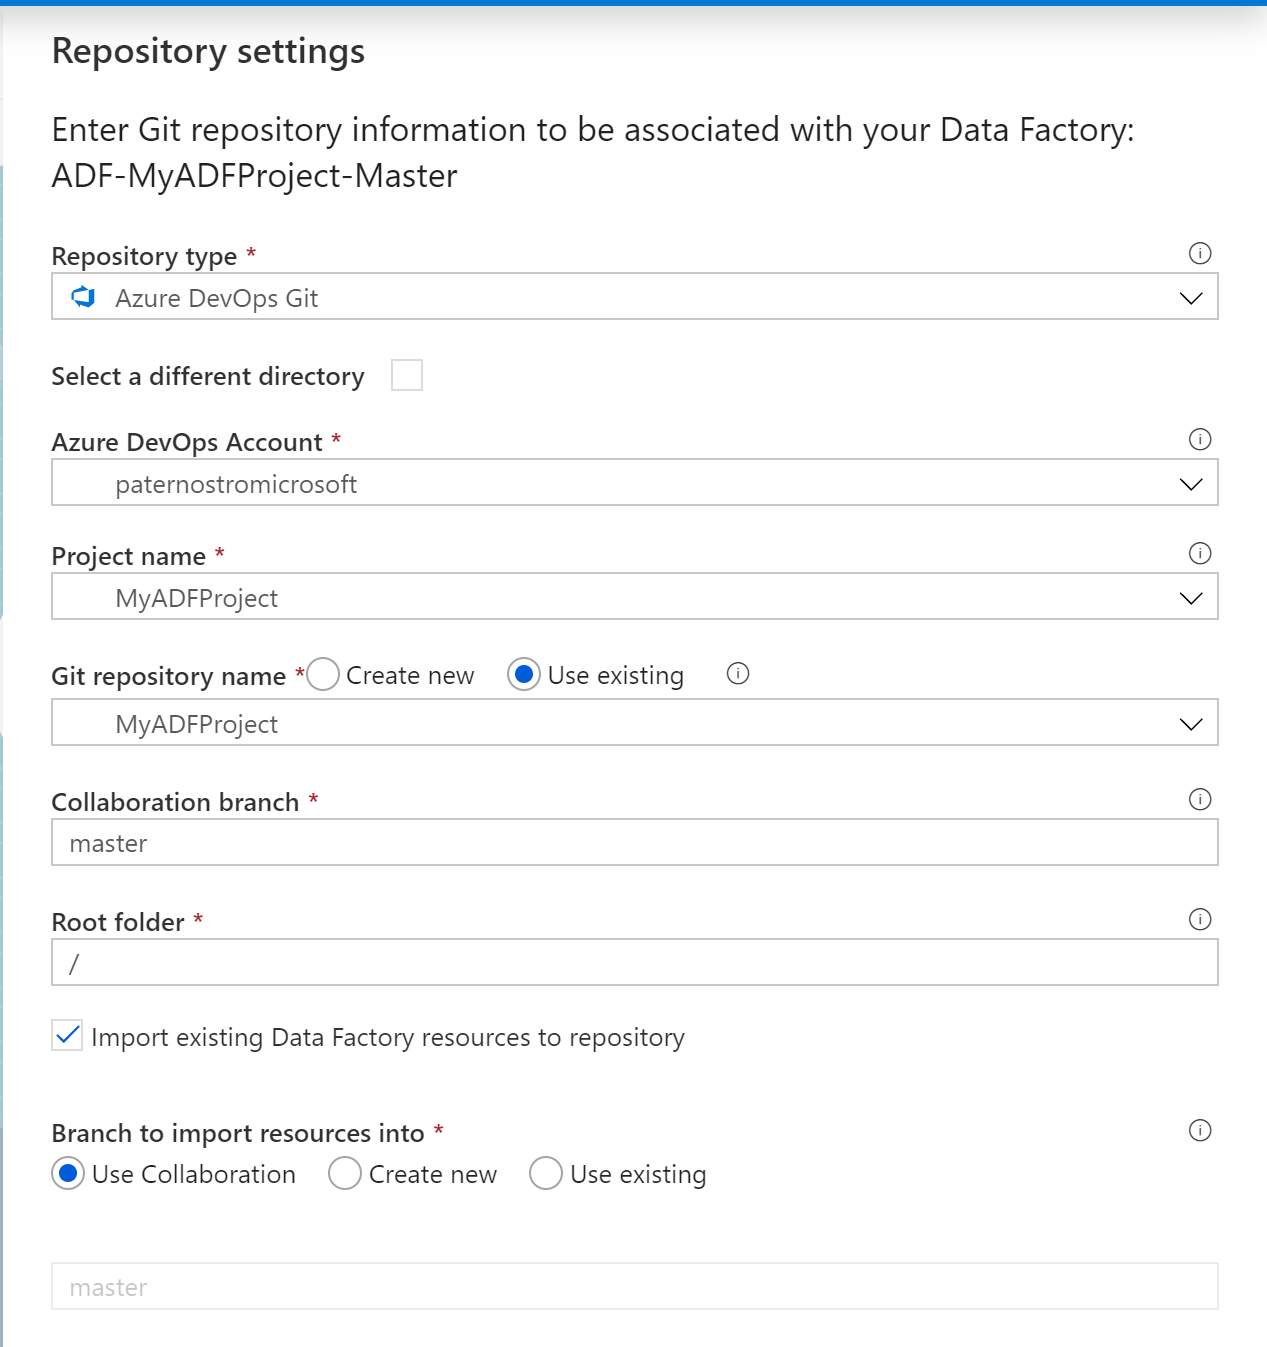 Repository settings
Enter Git repository information to be associated with your Data Factory:
ADF-MyADFProject-Master
Repository type *
Azure DevOps Git
Select a different directory
Azure DevOps Account *
paternostromicrosoft
Project name *
MyADFProject
Git repository name * Create new Use existing
MyADFProject
Collaboration branch *
master
Root folder *
/
Import existing Data Factory resources to repository
Branch to import resources into *
Use Collaboration Create new Use existing
master